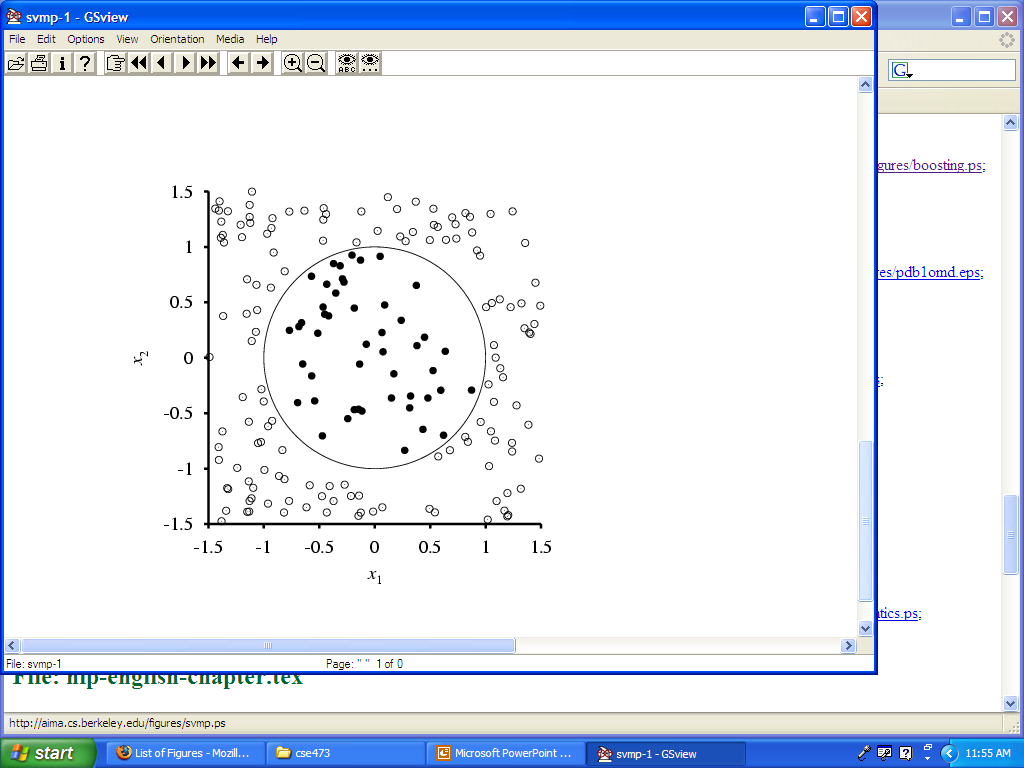 svmp-1 - GSview
File Edit Options View Orientation Media Help
i ? ABC
G
gures/boosting.ps;
es/pdb1omd.eps;
;
tics.ps;
1.5
1
0.5
0
-0.5
-1
-1.5
x2
-1.5 -1 -0.5 0 0.5 1 1.5
x1
File: svmp-1 Page: " " 1 of 0
File: nlp-english-chapter.tex
http://aima.cs.berkeley.edu/figures/svmp.ps
start List of Figures - Mozill... cse473 Microsoft PowerPoint ... svmp-1 - GSview ? 11:55 AM